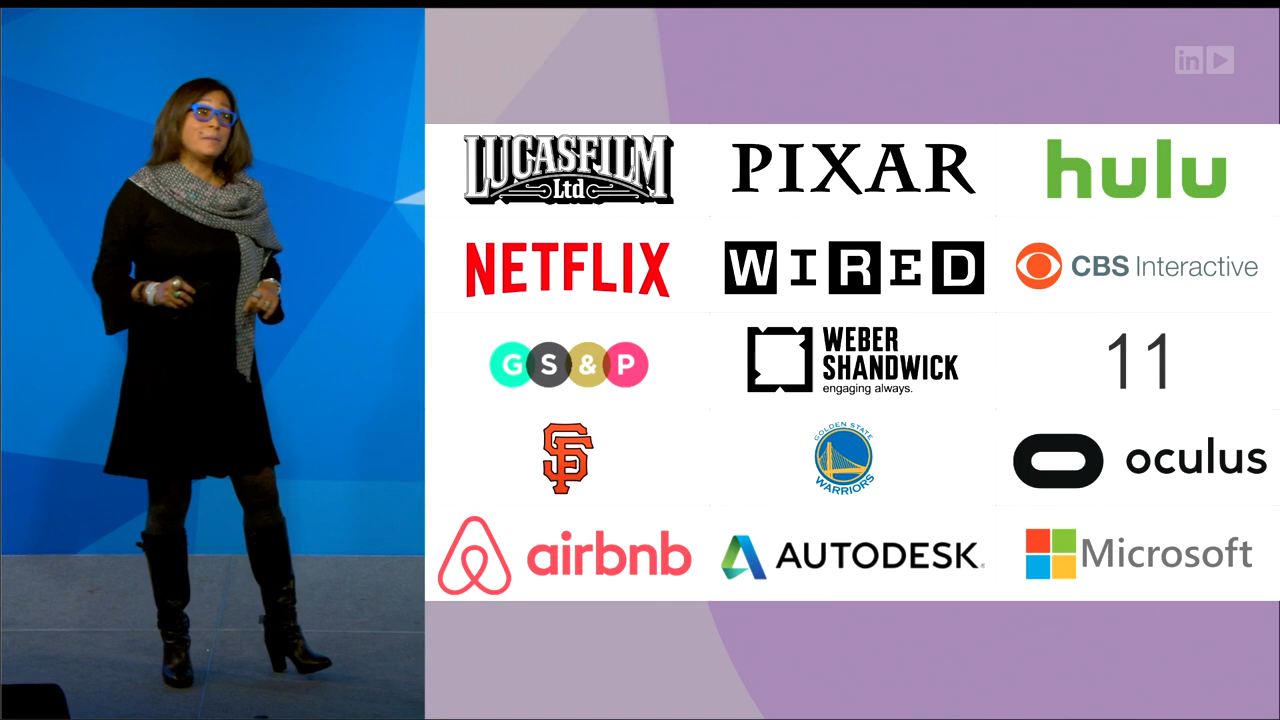 in
LUCASFILM
Ltd
PIXAR
hulu
NETFLIX
WIRED
CBS Interactive
GS&P
WEBER
SHANDWICK
engaging always.
11
SF
GOLDEN STATE
WARRIORS
oculus
airbnb
AUTODESK.
Microsoft